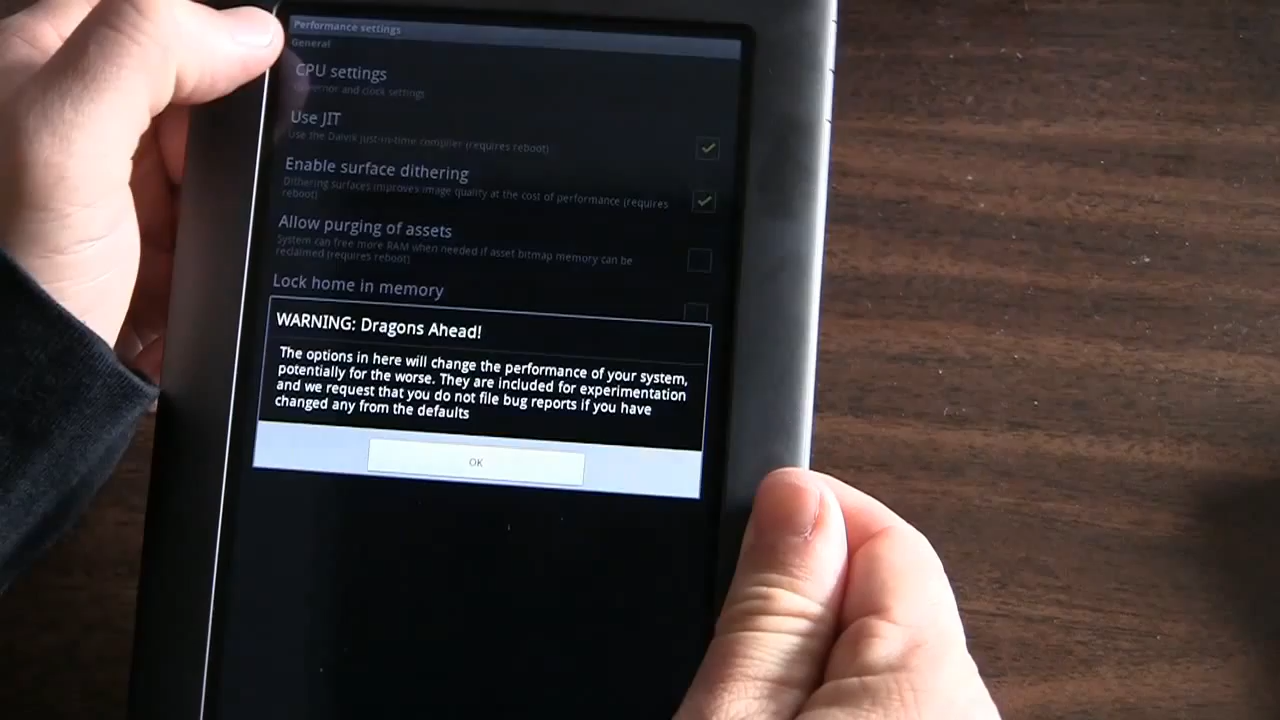 Performance settings
General
CPU settings
Governor and clock settings
Use JIT
Use the Dalvik just-in-time compiler (requires reboot)
Enable surface dithering
Dithering surfaces improves image quality at the cost of performance (requires
reboot)
Allow purging of assets
System can free more RAM when needed if asset bitmap memory can be
reclaimed (requires reboot)
Lock home in memory
WARNING: Dragons Ahead!
The options in here will change the performance of your system,
potentially for the worse. They are included for experimentation
and we request that you do not file bug reports if you have
changed any from the defaults
OK